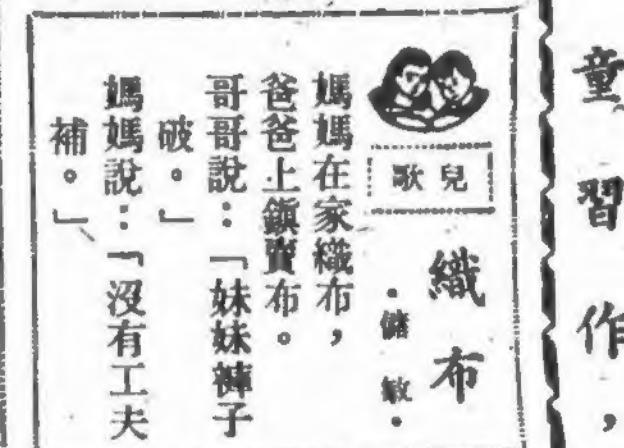 童習作，
兒歌
織布
·傭敏·
媽媽在家織布，
爸爸上鎮賣布。
哥哥說：「妹妹褲子
破。」
媽媽說：「沒有工夫
補。」